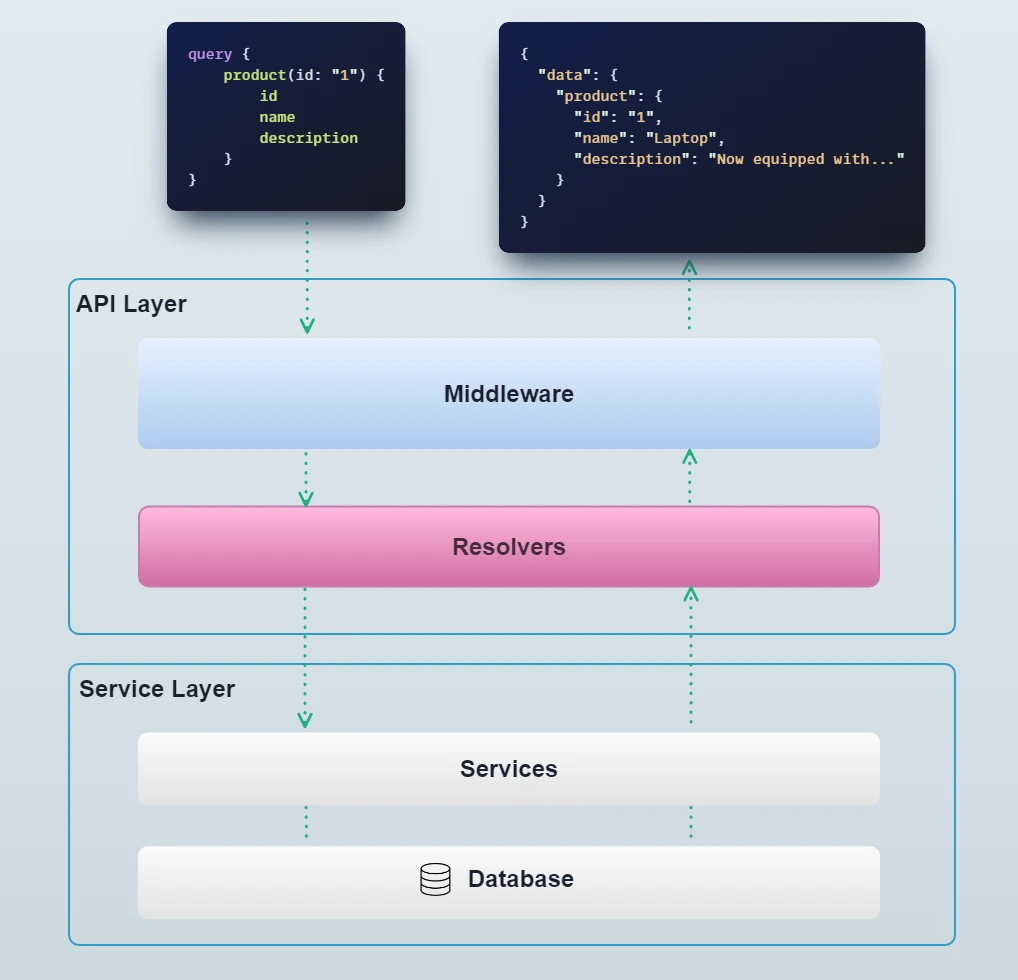 query {
product(id: "1") {
id
name
description
}
}
{
"data": {
"product": {
"id": "1",
"name": "Laptop",
"description": "Now equipped with..."
}
}
}
API Layer
Middleware
Resolvers
Service Layer
Services
Database